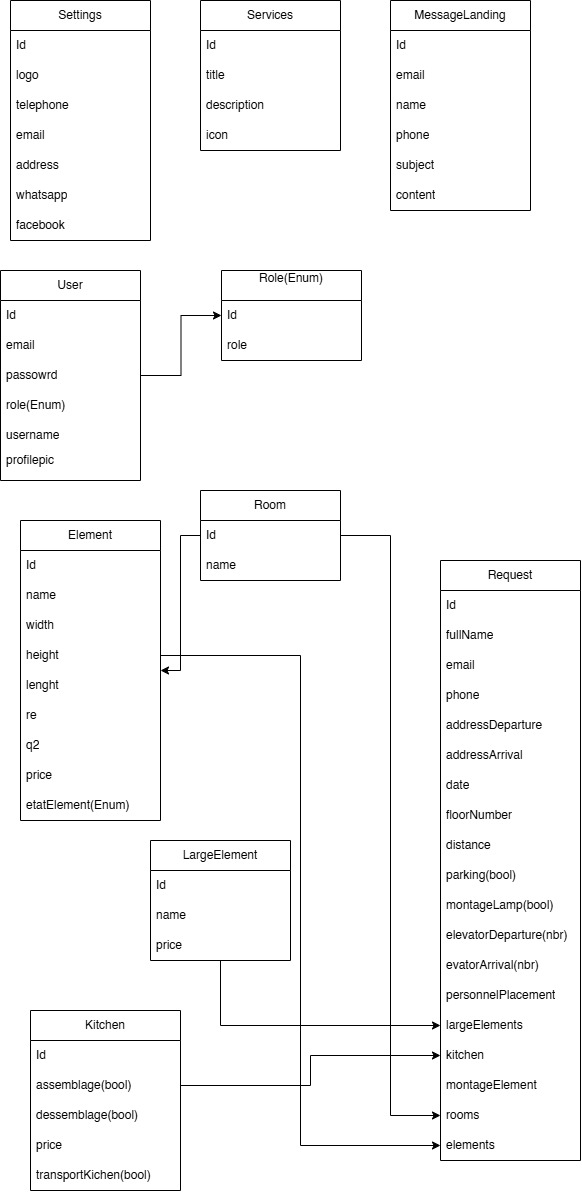 Settings
Id
logo
telephone
email
address
whatsapp
facebook
Services
Id
title
description
icon
MessageLanding
Id
email
name
phone
subject
content
User
Id
email
passowrd
role(Enum)
username
profilepic
Role(Enum)
Id
role
Room
Id
name
Element
Id
name
width
height
lenght
re
q2
price
etatElement(Enum)
Request
Id
fullName
email
phone
addressDeparture
addressArrival
date
floorNumber
distance
parking(bool)
montageLamp(bool)
elevatorDeparture(nbr)
evatorArrival(nbr)
personnelPlacement
largeElements
kitchen
montageElement
rooms
elements
LargeElement
Id
name
price
Kitchen
Id
assemblage(bool)
dessemblage(bool)
price
transportKichen(bool)